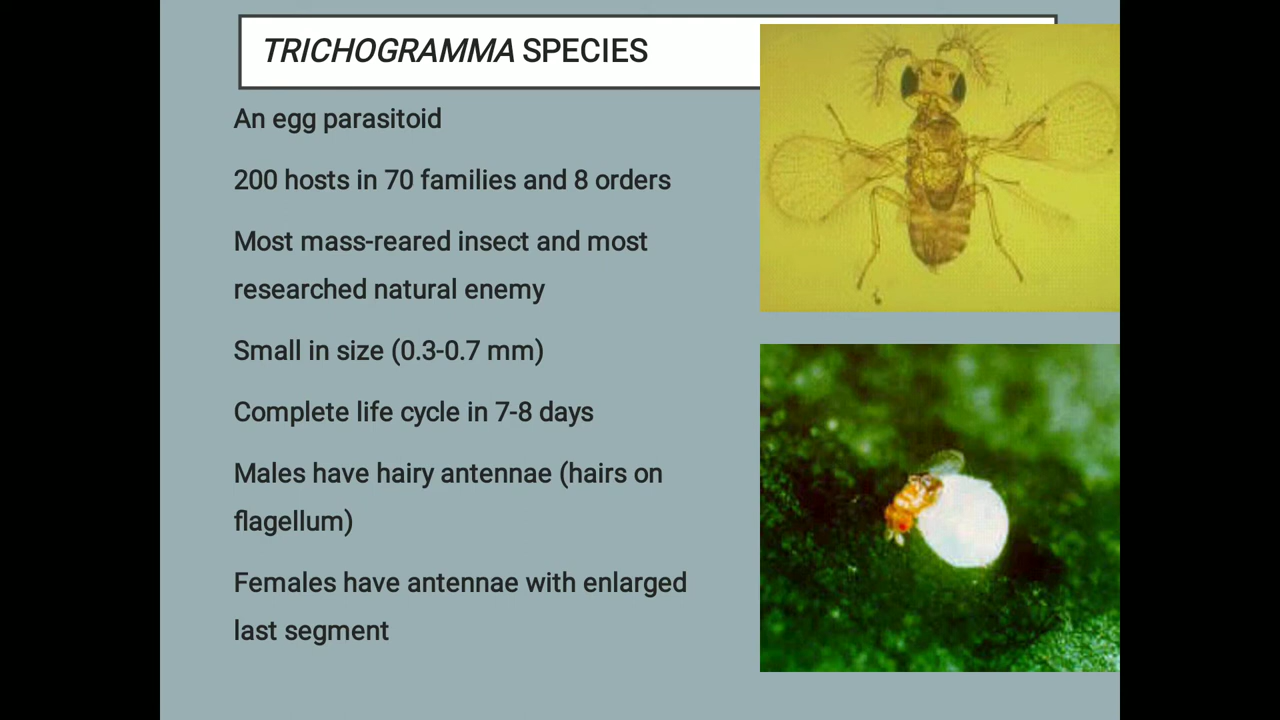 TRICHOGRAMMA SPECIES
An egg parasitoid
200 hosts in 70 families and 8 orders
Most mass-reared insect and most
researched natural enemy
Small in size (0.3-0.7 mm)
Complete life cycle in 7-8 days
Males have hairy antennae (hairs on
flagellum)
Females have antennae with enlarged
last segment